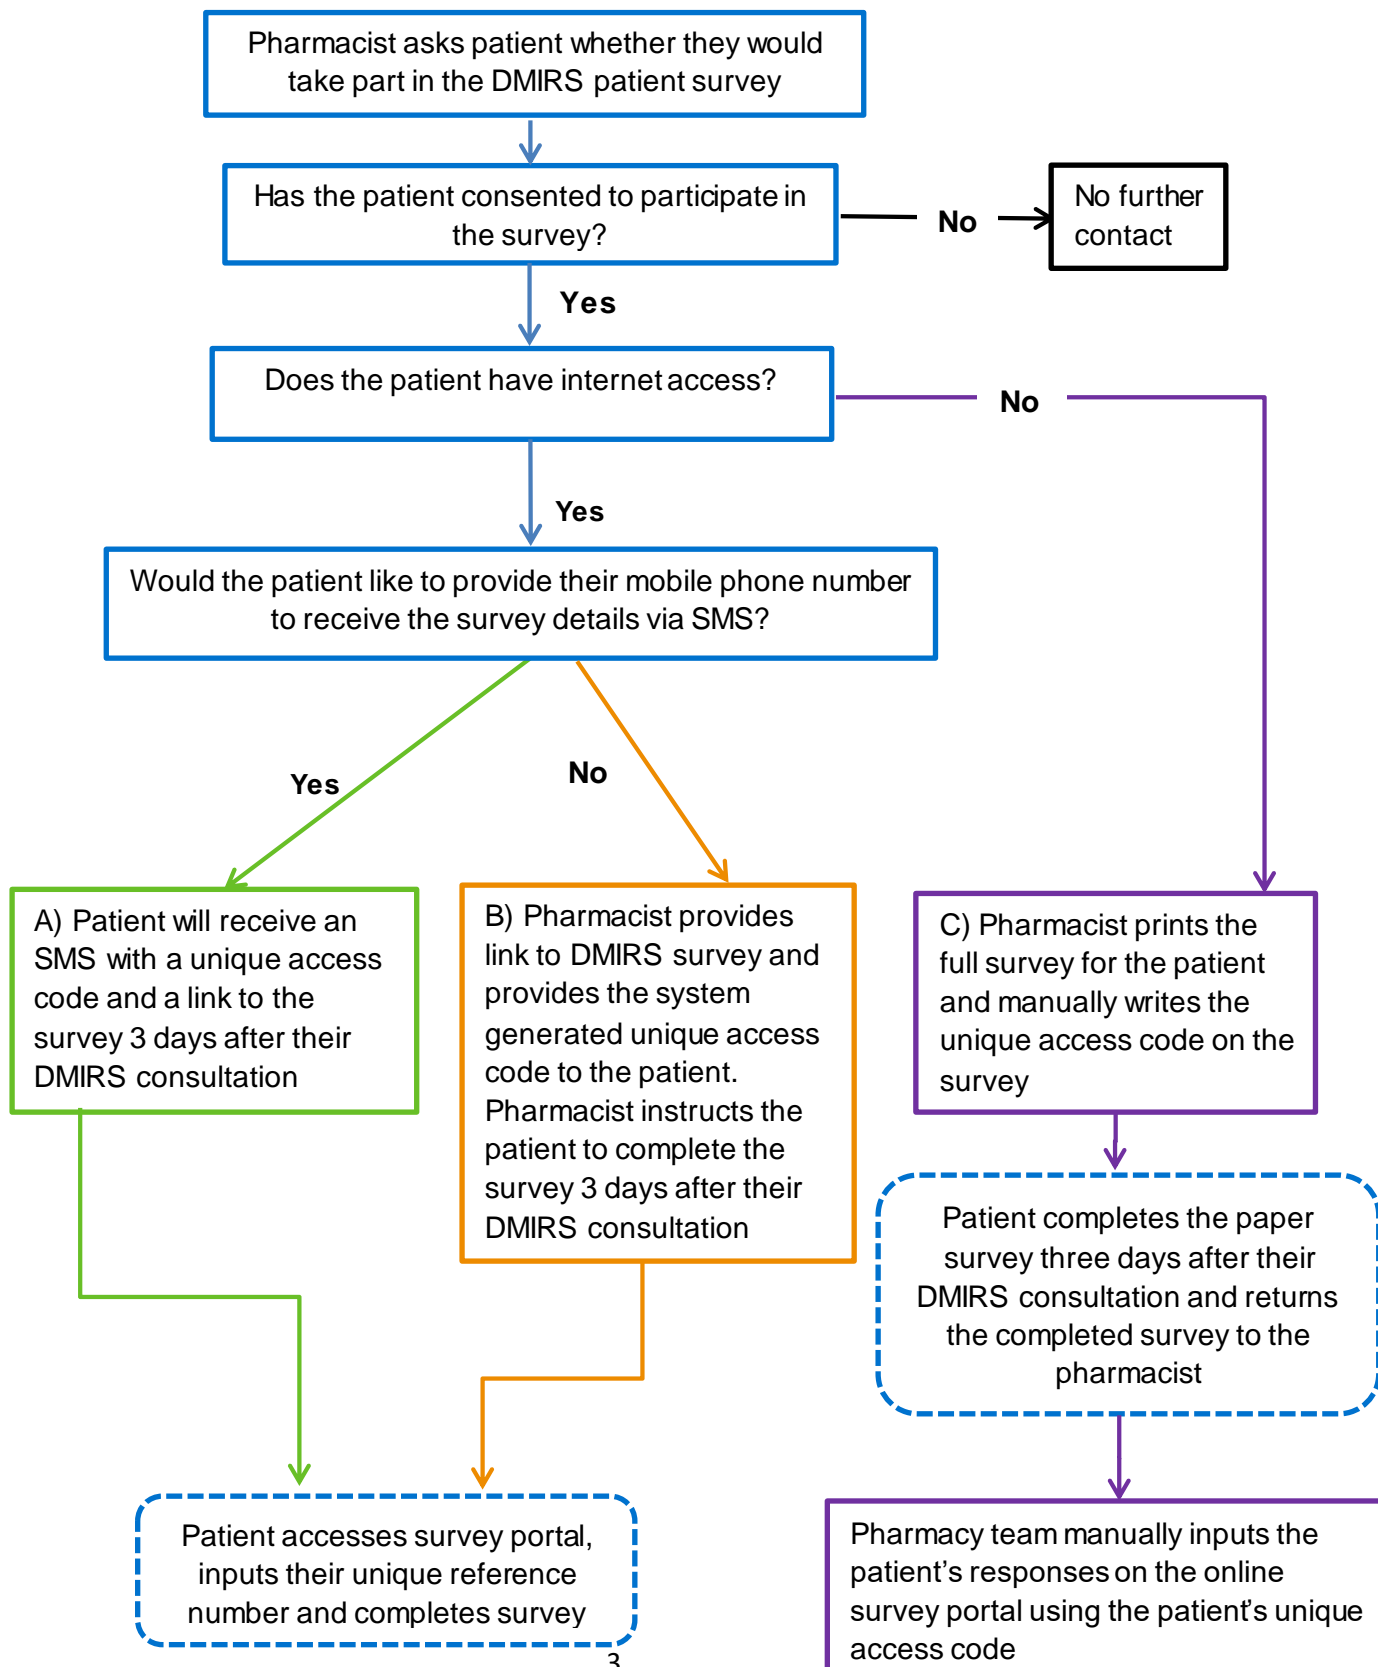 Pharmacist asks patient whether they would
take part in the DMIRS patient survey
Has the patient consented to participate in
the survey?
No
No further
contact
Yes
Does the patient have internet access?
No
Yes
Would the patient like to provide their mobile phone number
to receive the survey details via SMS?
Yes
No
A) Patient will receive an
SMS with a unique access
code and a link to the
survey 3 days after their
DMIRS consultation
B) Pharmacist provides
link to DMIRS survey and
provides the system
generated unique access
code to the patient.
Pharmacist instructs the
patient to complete the
survey 3 days after their
DMIRS consultation
C) Pharmacist prints the
full survey for the patient
and manually writes the
unique access code on the
survey
Patient completes the paper
survey three days after their
DMIRS consultation and returns
the completed survey to the
pharmacist
Patient accesses survey portal,
inputs their unique reference
number and completes survey
Pharmacy team manually inputs the
patient's responses on the online
survey portal using the patient's unique
access code
3